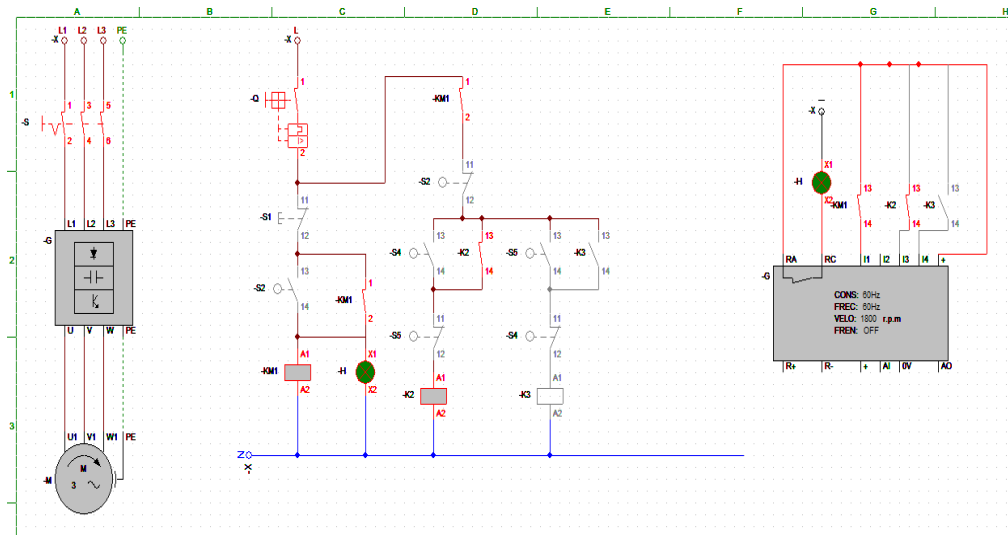 A B C D E F G H
1
2
3
L1 L2 L3 PE
-X
-S
1 3 5
2 4 6
L1 L2 L3 PE
-G
U V W PE
U1 V1 W1 PE
-M
M
3
L
-X
-Q
1
2
-S1
11
12
-S2
13
14
-KM1
1
2
-KM1
A1
A2
-H
X1
X2
-KM1
1
2
-S2
11
12
-S4
13
14
-K2
13
14
-S5
13
14
-K3
13
14
-S5
11
12
-S4
11
12
-K2
A1
A2
-K3
A1
A2
N
-X
-X
-H
X1
X2
-KM1
13
14
-K2
13
14
-K3
13
14
-G
RA RC I1 I2 I3 I4 +
CONS: 60Hz
FREC: 60Hz
VELO: 1800 r.p.m
FREN: OFF
R+ R- + AI 0V AO